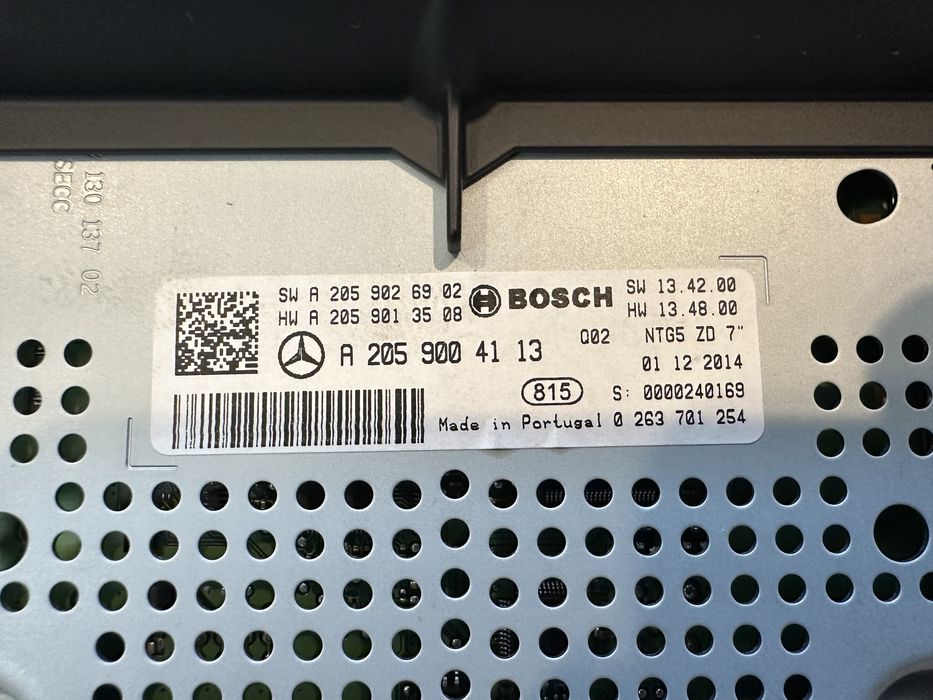 130 137 02
SECC
SW A 205 902 69 02
HW A 205 901 35 08
BOSCH
SW 13.42.00
HW 13.48.00
A 205 900 41 13
Q02
NTG5 ZD 7"
01 12 2014
815
S: 0000240169
Made in Portugal 0 263 701 254